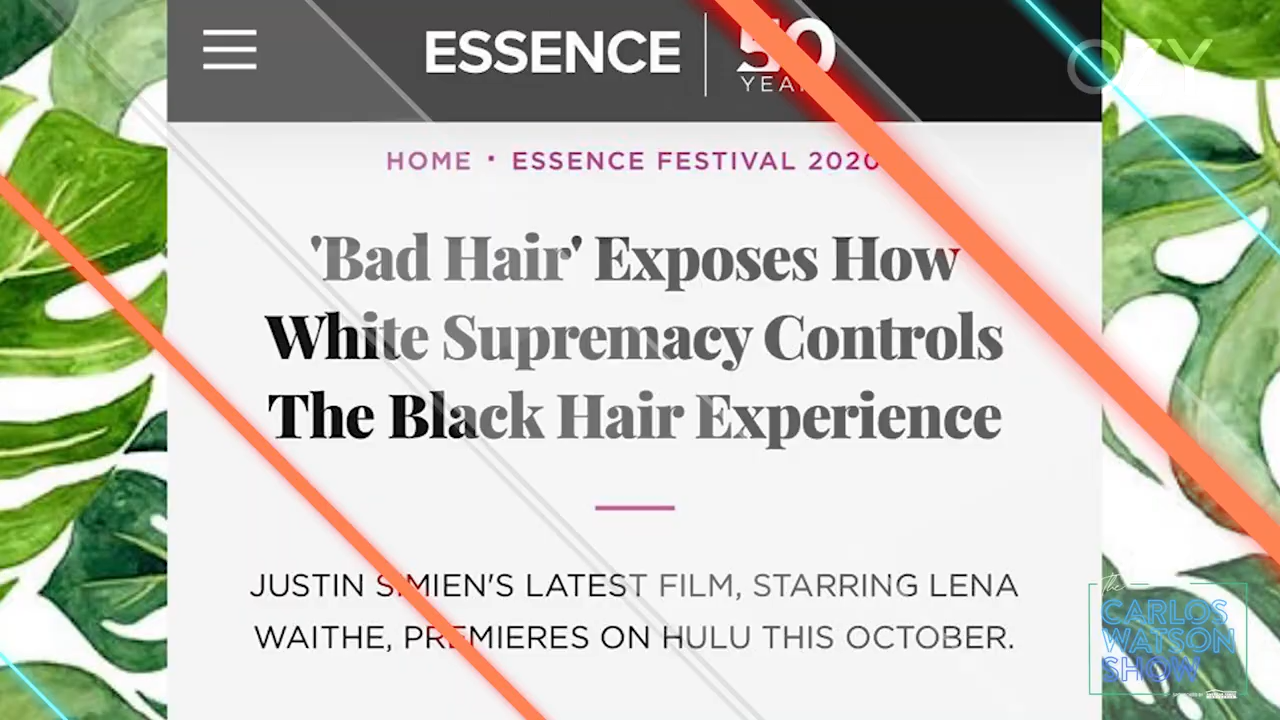 ESSENCE
50
YEARS
OZY
HOME · ESSENCE FESTIVAL 2020
'Bad Hair' Exposes How
White Supremacy Controls
The Black Hair Experience
JUSTIN SIMIEN'S LATEST FILM, STARRING LENA
WAITHE, PREMIERES ON HULU THIS OCTOBER.
The
CARLOS
WATSON
SHOW